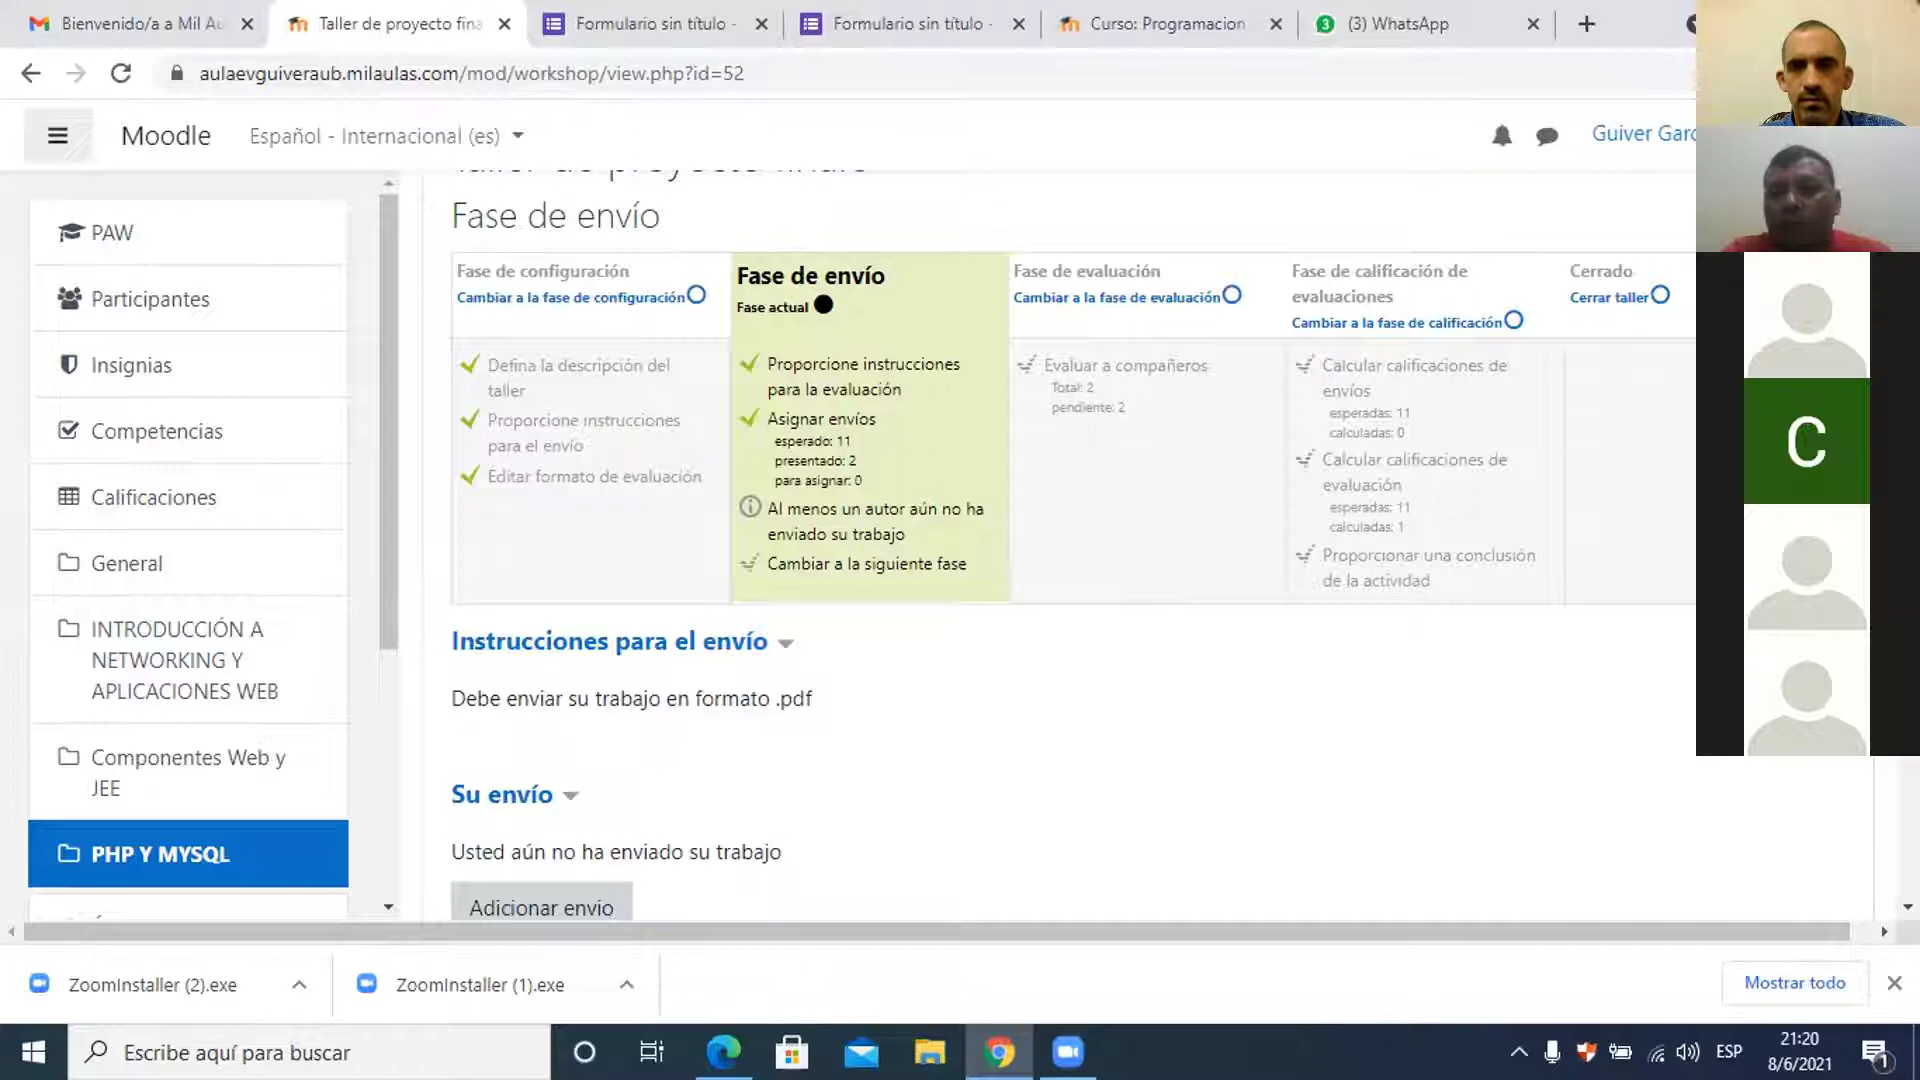 Bienvenido/a a Mil Au
Taller de proyecto fina
Formulario sin título -
Formulario sin título -
Curso: Programacion
3
(3) WhatsApp
aulaevguiveraub.milaulas.com/mod/workshop/view.php?id=52
Moodle
Español - Internacional (es)
Guiver Garc
PAW
Participantes
Insignias
Competencias
Calificaciones
General
INTRODUCCIÓN A
NETWORKING Y
APLICACIONES WEB
Componentes Web y
JEE
PHP Y MYSQL
Fase de envío
Fase de configuración
Cambiar a la fase de configuración
Defina la descripción del
taller
Proporcione instrucciones
para el envío
Editar formato de evaluación
Fase de envío
Fase actual
Proporcione instrucciones
para la evaluación
Asignar envíos
esperado: 11
presentado: 2
para asignar: 0
Al menos un autor aún no ha
enviado su trabajo
Cambiar a la siguiente fase
Fase de evaluación
Cambiar a la fase de evaluación
Evaluar a compañeros
Total: 2
pendiente: 2
Fase de calificación de
evaluaciones
Cambiar a la fase de calificación
Calcular calificaciones de
envíos
esperadas: 11
calculadas: 0
Calcular calificaciones de
evaluación
esperadas: 11
calculadas: 1
Proporcionar una conclusión
de la actividad
Cerrado
Cerrar taller
Instrucciones para el envío
Debe enviar su trabajo en formato .pdf
Su envío
Usted aún no ha enviado su trabajo
Adicionar envío
C
ZoomInstaller (2).exe
ZoomInstaller (1).exe
Mostrar todo
Escribe aquí para buscar
ESP
21:20
8/6/2021
1